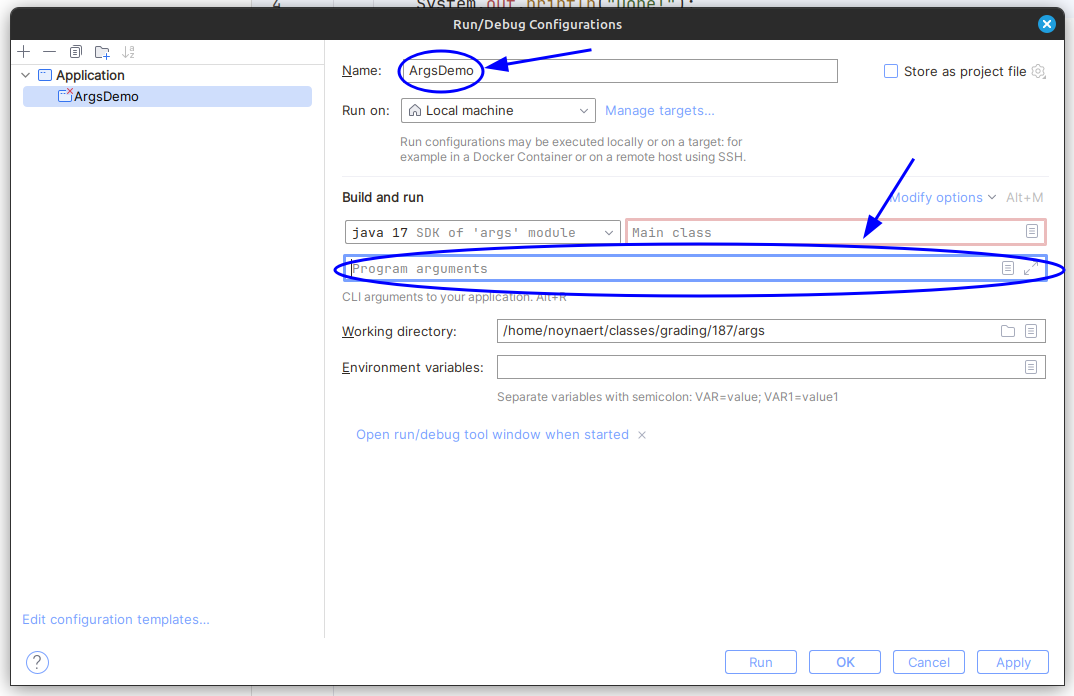 4 System.out.println("Done!");
Run/Debug Configurations
Application
ArgsDemo
Name: ArgsDemo
Store as project file
Run on: Local machine Manage targets...
Run configurations may be executed locally or on a target: for
example in a Docker Container or on a remote host using SSH.
Build and run
Modify options Alt+M
java 17 SDK of 'args' module Main class
Program arguments
CLI arguments to your application. Alt+R
Working directory: /home/noynaert/classes/grading/187/args
Environment variables:
Separate variables with semicolon: VAR=value; VAR1=value1
Open run/debug tool window when started ×
Edit configuration templates...
? Run OK Cancel Apply